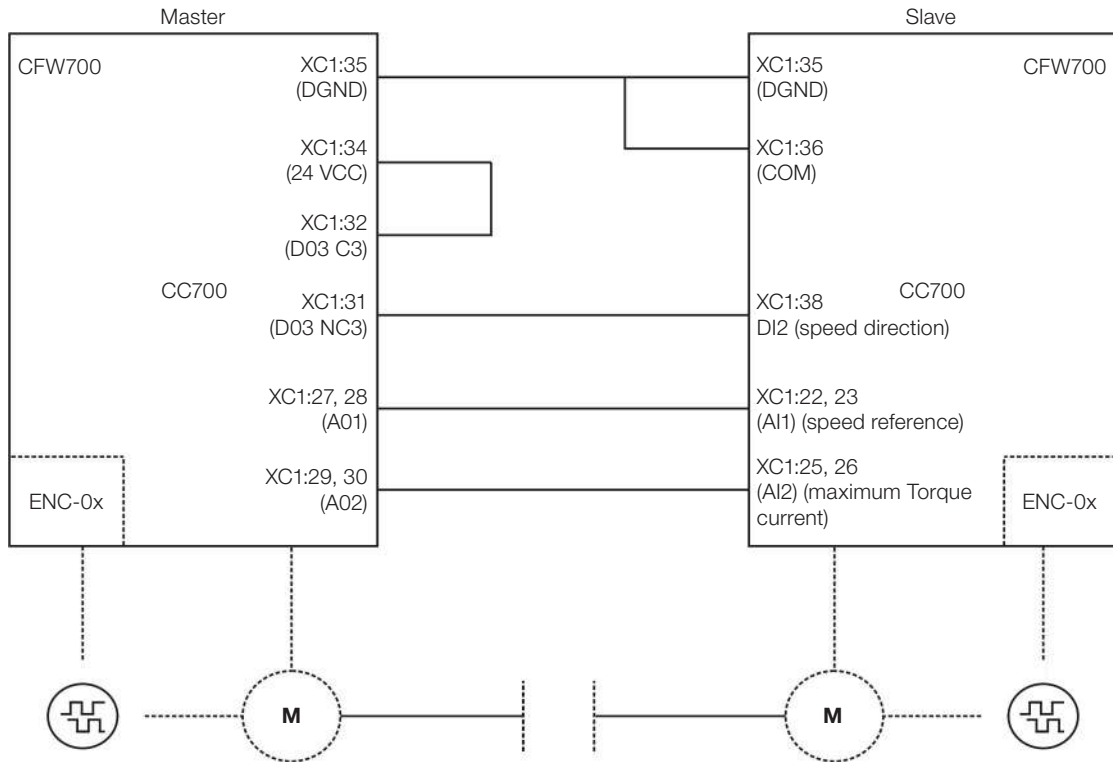 Master
CFW700
XC1:35
(DGND)
XC1:34
(24 VCC)
XC1:32
(D03 C3)
CC700
XC1:31
(D03 NC3)
XC1:27, 28
(A01)
XC1:29, 30
(A02)
ENC-0x
M
Slave
XC1:35
(DGND)
CFW700
XC1:36
(COM)
CC700
XC1:38
DI2 (speed direction)
XC1:22, 23
(AI1) (speed reference)
XC1:25, 26
(AI2) (maximum Torque
current)
ENC-0x
M